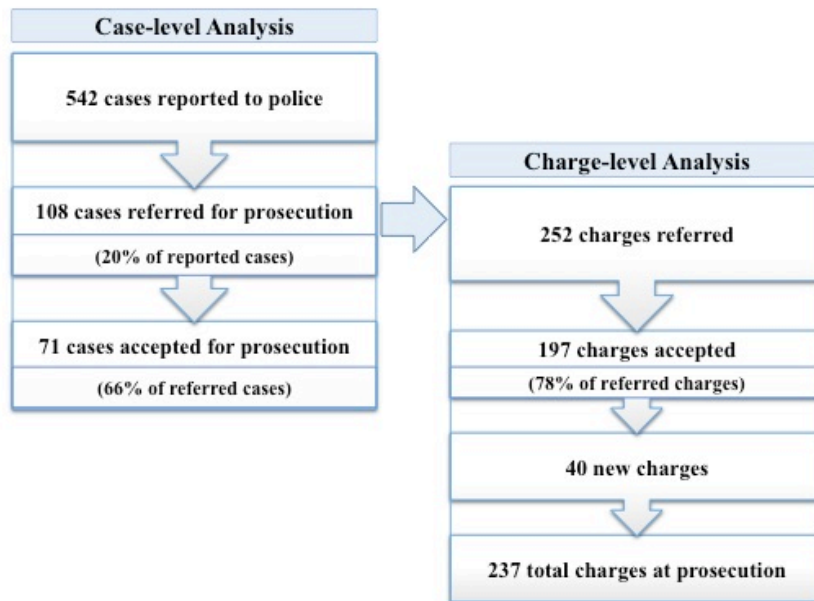 Case-level Analysis
542 cases reported to police
108 cases referred for prosecution
(20% of reported cases)
71 cases accepted for prosecution
(66% of referred cases)
Charge-level Analysis
252 charges referred
197 charges accepted
(78% of referred charges)
40 new charges
237 total charges at prosecution